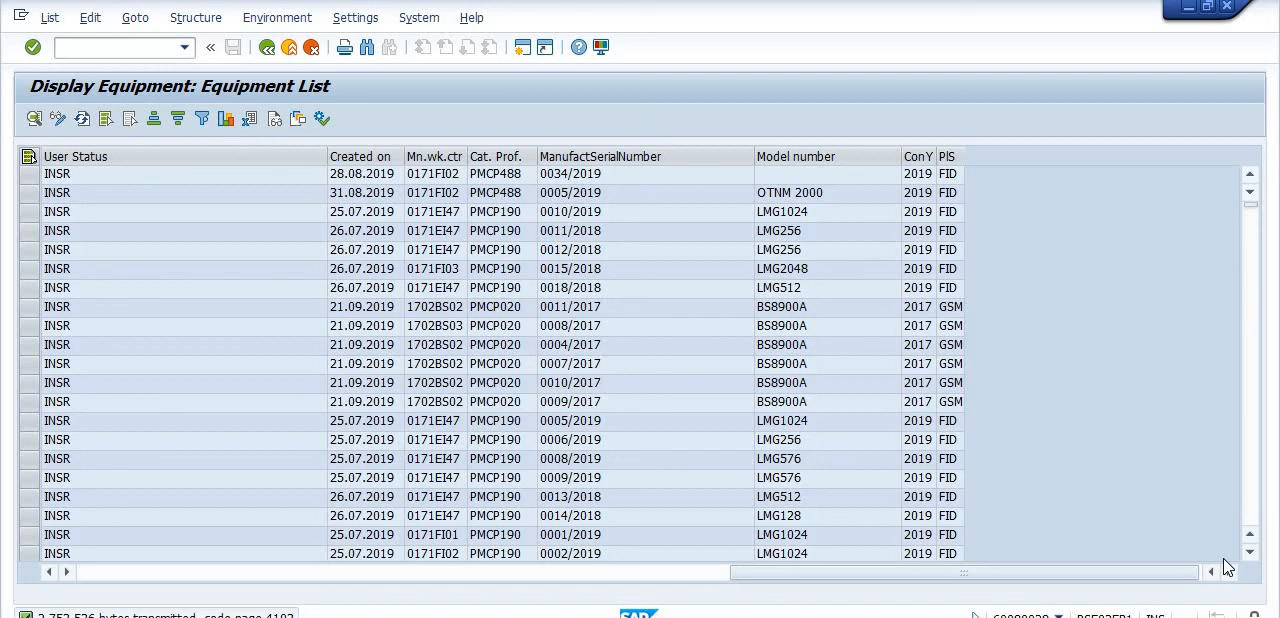 List Edit Goto Structure Environment Settings System Help
Display Equipment: Equipment List
User Status Created on Mn.wk.ctr Cat. Prof. ManufactSerialNumber Model number ConY PlS
INSR 28.08.2019 0171FI02 PMCP488 0034/2019 2019 FID
INSR 31.08.2019 0171FI02 PMCP488 0005/2019 OTNM 2000 2019 FID
INSR 25.07.2019 0171EI47 PMCP190 0010/2019 LMG1024 2019 FID
INSR 26.07.2019 0171EI47 PMCP190 0011/2018 LMG256 2019 FID
INSR 26.07.2019 0171EI47 PMCP190 0012/2018 LMG256 2019 FID
INSR 26.07.2019 0171FI03 PMCP190 0015/2018 LMG2048 2019 FID
INSR 26.07.2019 0171EI47 PMCP190 0018/2018 LMG512 2019 FID
INSR 21.09.2019 1702BS02 PMCP020 0011/2017 BS8900A 2017 GSM
INSR 21.09.2019 1702BS03 PMCP020 0008/2017 BS8900A 2017 GSM
INSR 21.09.2019 1702BS02 PMCP020 0004/2017 BS8900A 2017 GSM
INSR 21.09.2019 1702BS02 PMCP020 0007/2017 BS8900A 2017 GSM
INSR 21.09.2019 1702BS02 PMCP020 0010/2017 BS8900A 2017 GSM
INSR 21.09.2019 1702BS02 PMCP020 0009/2017 BS8900A 2017 GSM
INSR 25.07.2019 0171EI47 PMCP190 0005/2019 LMG1024 2019 FID
INSR 25.07.2019 0171EI47 PMCP190 0006/2019 LMG256 2019 FID
INSR 25.07.2019 0171EI47 PMCP190 0008/2019 LMG576 2019 FID
INSR 25.07.2019 0171EI47 PMCP190 0009/2019 LMG576 2019 FID
INSR 26.07.2019 0171EI47 PMCP190 0013/2018 LMG512 2019 FID
INSR 26.07.2019 0171EI47 PMCP190 0014/2018 LMG128 2019 FID
INSR 25.07.2019 0171FI01 PMCP190 0001/2019 LMG1024 2019 FID
INSR 25.07.2019 0171FI02 PMCP190 0002/2019 LMG1024 2019 FID
bytes transmitted, code page SAP INS